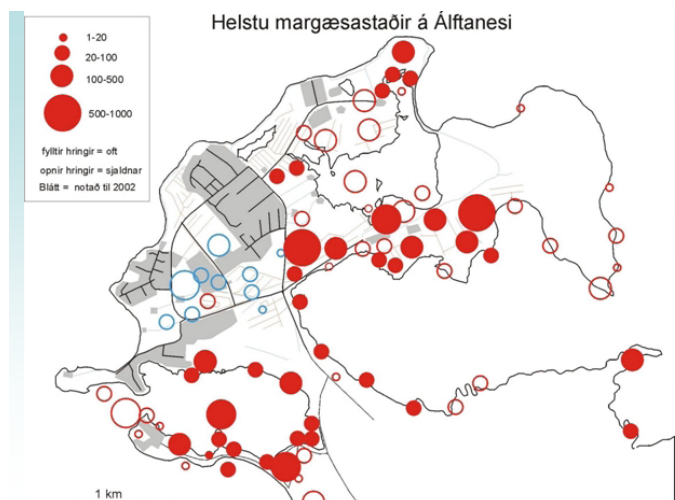 Helstu margæsastaðir á Álftanesi
1-20
20-100
100-500
500-1000
fylltir hringir = oft
opnir hringir = sjaldnar
Blátt = notað til 2002
1 km